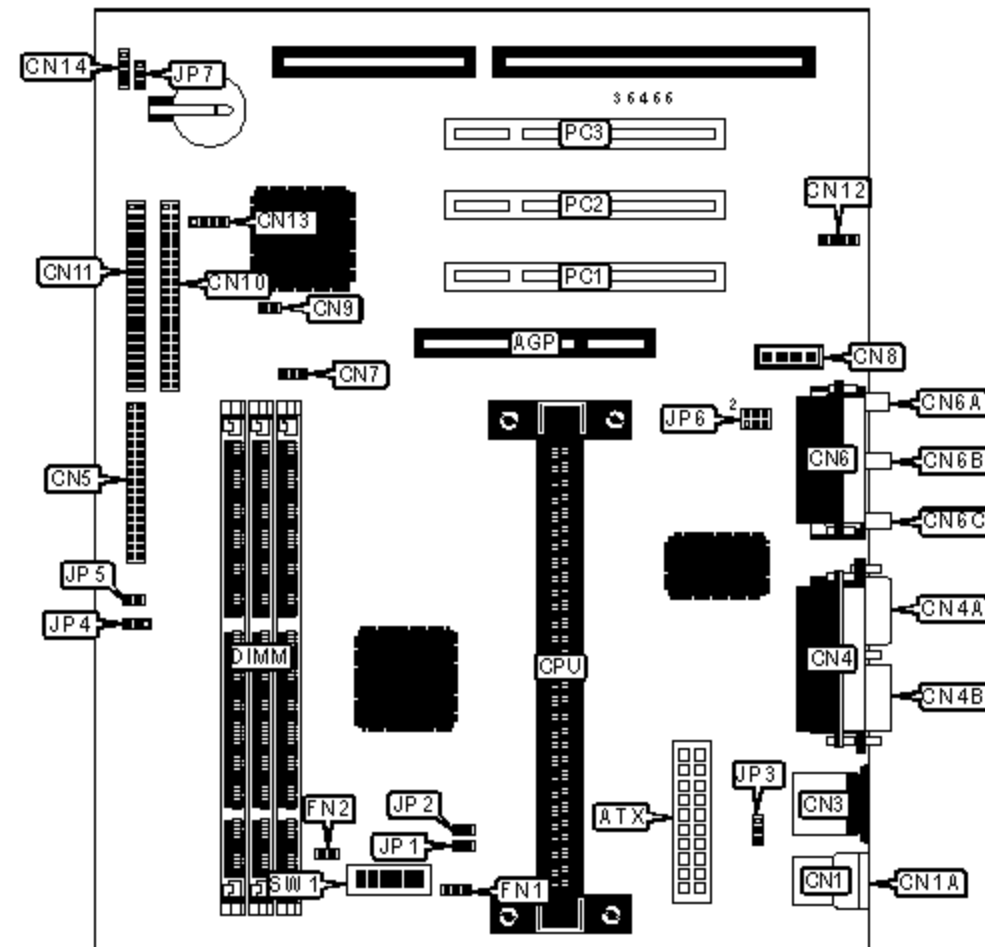 CN14
JP7
36466
PC3
CN12
PC2
CN13
CN11
CN10
PC1
CN9
AGP
CN8
CN7
CN6A
2
JP6
CN6
CN6B
CN5
CN6C
JP5
CN4A
JP4
DIMM
CPU
CN4
CN4B
JP3
FN2
JP2
ATX
CN3
JP1
SW1
FN1
CN1
CN1A